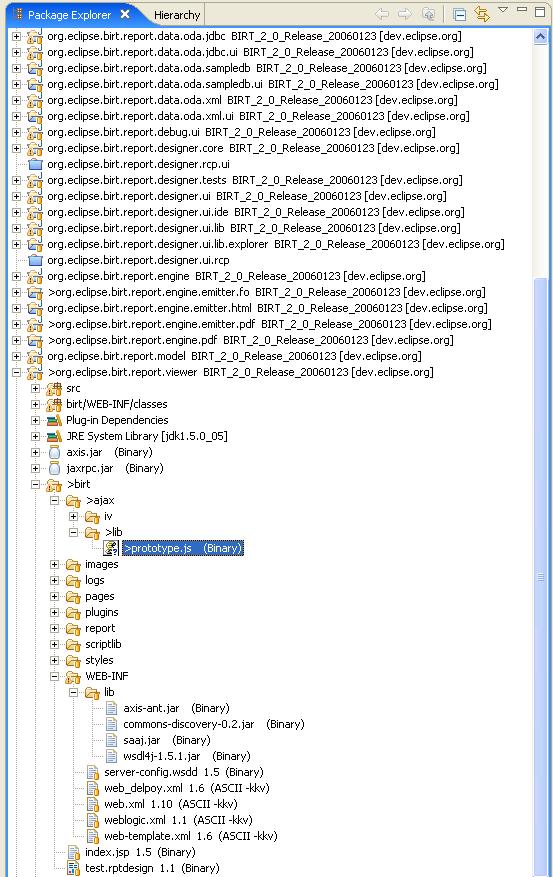 Package Explorer Hierarchy
org.eclipse.birt.report.data.oda.jdbc BIRT_2_0_Release_20060123 [dev.eclipse.org]
org.eclipse.birt.report.data.oda.jdbc.ui BIRT_2_0_Release_20060123 [dev.eclipse.org]
org.eclipse.birt.report.data.oda.sampledb BIRT_2_0_Release_20060123 [dev.eclipse.org]
org.eclipse.birt.report.data.oda.sampledb.ui BIRT_2_0_Release_20060123 [dev.eclipse.org]
org.eclipse.birt.report.data.oda.xml BIRT_2_0_Release_20060123 [dev.eclipse.org]
org.eclipse.birt.report.data.oda.xml.ui BIRT_2_0_Release_20060123 [dev.eclipse.org]
org.eclipse.birt.report.debug.ui BIRT_2_0_Release_20060123 [dev.eclipse.org]
org.eclipse.birt.report.designer.core BIRT_2_0_Release_20060123 [dev.eclipse.org]
org.eclipse.birt.report.designer.rcp.ui
org.eclipse.birt.report.designer.tests BIRT_2_0_Release_20060123 [dev.eclipse.org]
org.eclipse.birt.report.designer.ui BIRT_2_0_Release_20060123 [dev.eclipse.org]
org.eclipse.birt.report.designer.ui.ide BIRT_2_0_Release_20060123 [dev.eclipse.org]
org.eclipse.birt.report.designer.ui.lib BIRT_2_0_Release_20060123 [dev.eclipse.org]
org.eclipse.birt.report.designer.ui.lib.explorer BIRT_2_0_Release_20060123 [dev.eclipse.org]
org.eclipse.birt.report.designer.ui.rcp
org.eclipse.birt.report.engine BIRT_2_0_Release_20060123 [dev.eclipse.org]
>org.eclipse.birt.report.engine.emitter.fo BIRT_2_0_Release_20060123 [dev.eclipse.org]
org.eclipse.birt.report.engine.emitter.html BIRT_2_0_Release_20060123 [dev.eclipse.org]
>org.eclipse.birt.report.engine.emitter.pdf BIRT_2_0_Release_20060123 [dev.eclipse.org]
>org.eclipse.birt.report.engine.pdf BIRT_2_0_Release_20060123 [dev.eclipse.org]
org.eclipse.birt.report.model BIRT_2_0_Release_20060123 [dev.eclipse.org]
>org.eclipse.birt.report.viewer BIRT_2_0_Release_20060123 [dev.eclipse.org]
src
birt/WEB-INF/classes
Plug-in Dependencies
JRE System Library [jdk1.5.0_05]
axis.jar (Binary)
jaxrpc.jar (Binary)
>birt
>ajax
iv
>lib
>prototype.js (Binary)
images
logs
pages
plugins
report
scriptlib
styles
WEB-INF
lib
axis-ant.jar (Binary)
commons-discovery-0.2.jar (Binary)
saaj.jar (Binary)
wsdl4j-1.5.1.jar (Binary)
server-config.wsdd 1.5 (Binary)
web_delpoy.xml 1.6 (ASCII -kkv)
web.xml 1.10 (ASCII -kkv)
weblogic.xml 1.1 (ASCII -kkv)
web-template.xml 1.6 (ASCII -kkv)
index.jsp 1.5 (Binary)
test.rptdesign 1.1 (Binary)